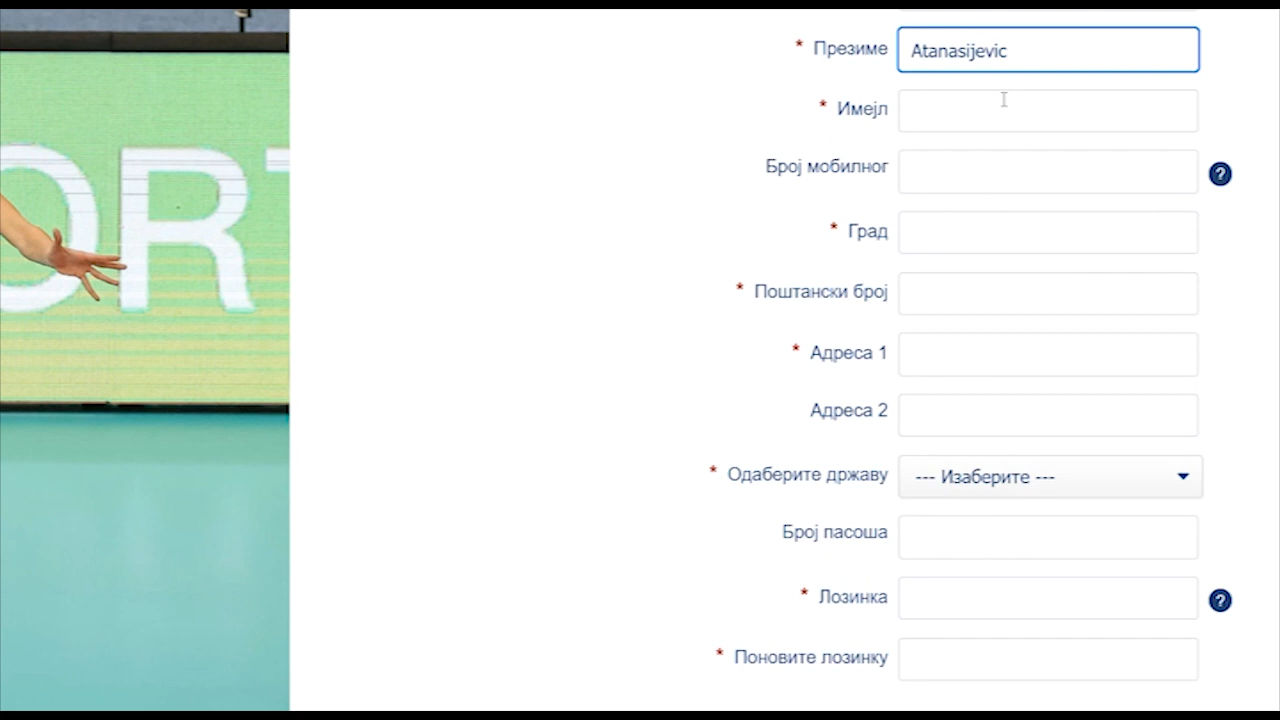 ORT
* Презиме Atanasijevic
* Имејл
Број мобилног ?
* Град
* Поштански број
* Адреса 1
Адреса 2
* Одаберите државу --- Изаберите ---
Број пасоша
* Лозинка ?
* Поновите лозинку